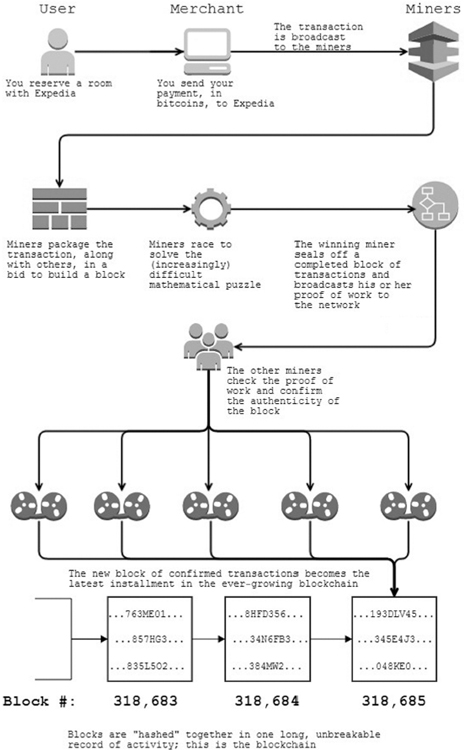 User
Merchant
Miners
The transaction
is broadcast
to the miners
You reserve a room
with Expedia
You send your
payment, in
bitcoins, to Expedia
Miners package the
transaction, along
with others, in a
bid to build a block
Miners race to
solve the
(increasingly)
difficult
mathematical puzzle
The winning miner
seals off a
completed block of
transactions and
broadcasts his or her
proof of work to
the network
The other miners
check the proof of
work and confirm
the authenticity of
the block
The new block of confirmed transactions becomes the
latest installment in the ever-growing blockchain
...763ME01...
...857HG3...
...835L5O2...
...8HFD356...
...34N6FB3...
...384MW2...
...193DLV45...
...345E4J3...
...048KE0...
Block #:
318,683
318,684
318,685
Blocks are "hashed" together in one long, unbreakable
record of activity; this is the blockchain